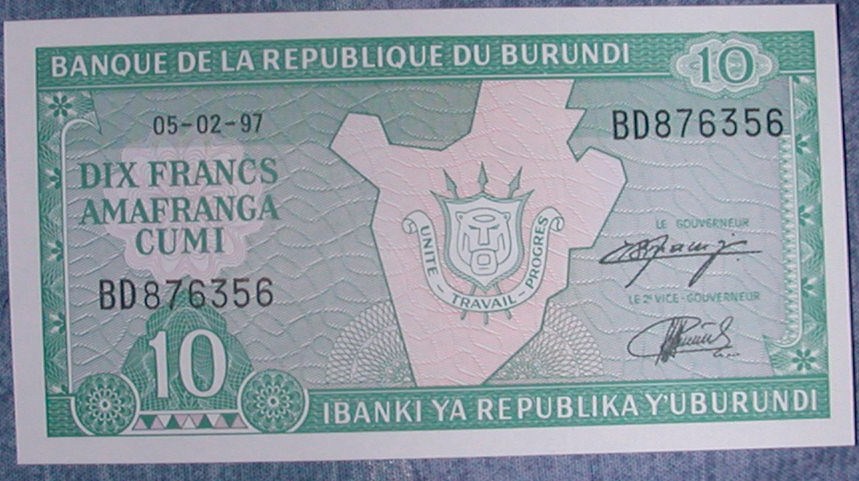 BANQUE DE LA REPUBLIQUE DU BURUNDI
10
05-02-97
BD876356
DIX FRANCS
AMAFRANGA
CUMI
UNITE - TRAVAIL - PROGRES
LE GOUVERNEUR
BD876356
LE 2e VICE-GOUVERNEUR
10
IBANKI YA REPUBLIKA Y'UBURUNDI